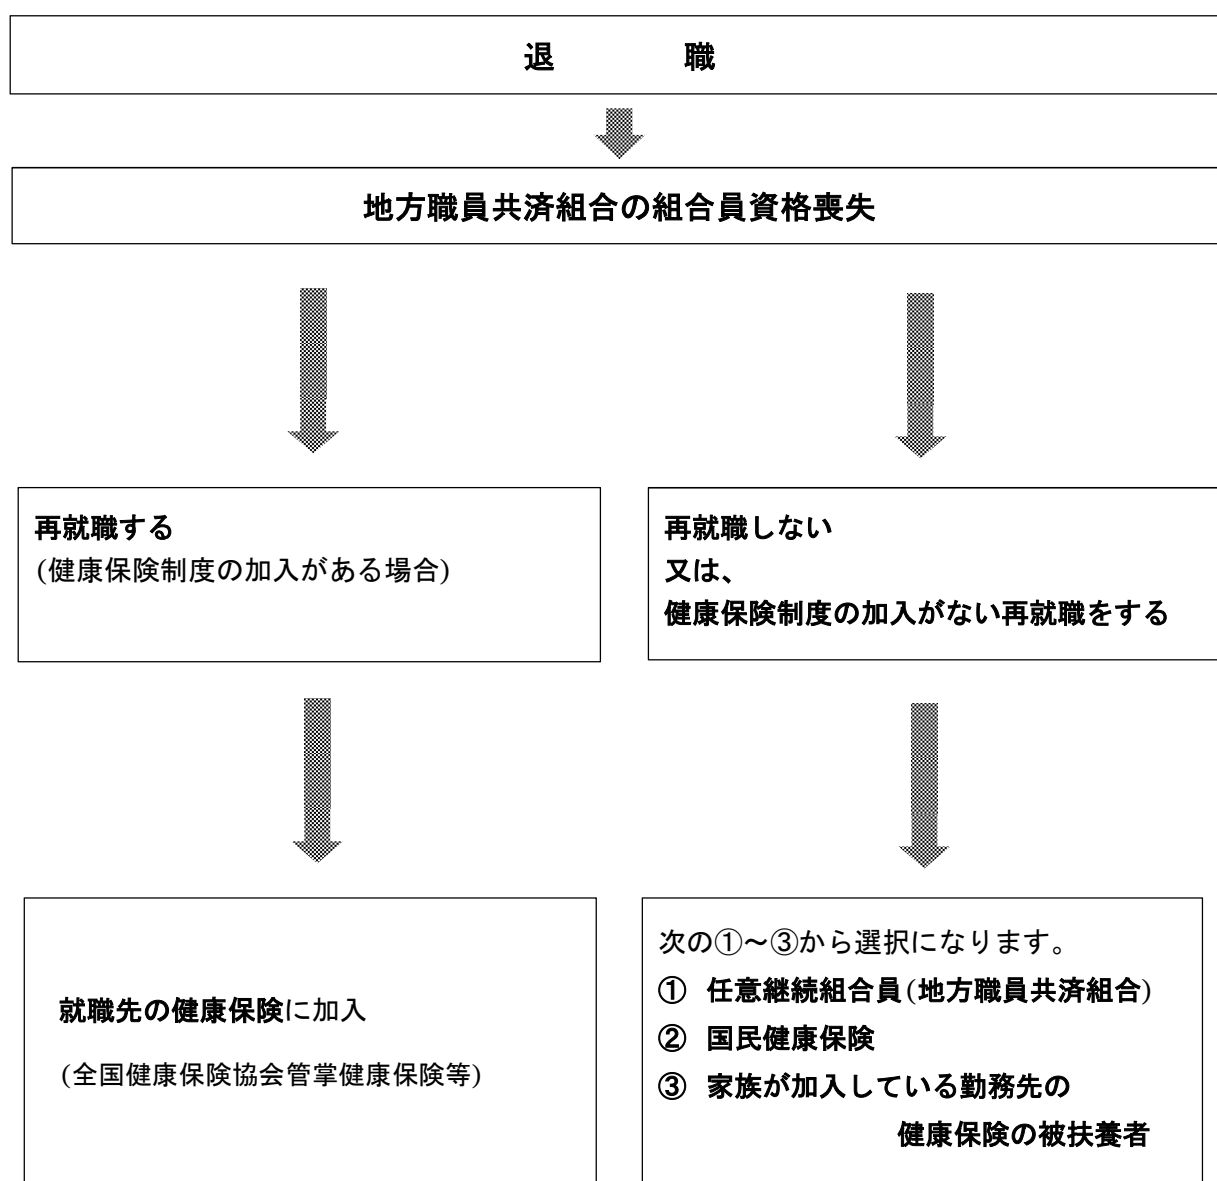 退　職
地方職員共済組合の組合員資格喪失
再就職する
(健康保険制度の加入がある場合)
再就職しない
又は、
健康保険制度の加入がない再就職をする
就職先の健康保険に加入
(全国健康保険協会管掌健康保険等)
次の①～③から選択になります。
① 任意継続組合員(地方職員共済組合)
② 国民健康保険
③ 家族が加入している勤務先の
健康保険の被扶養者